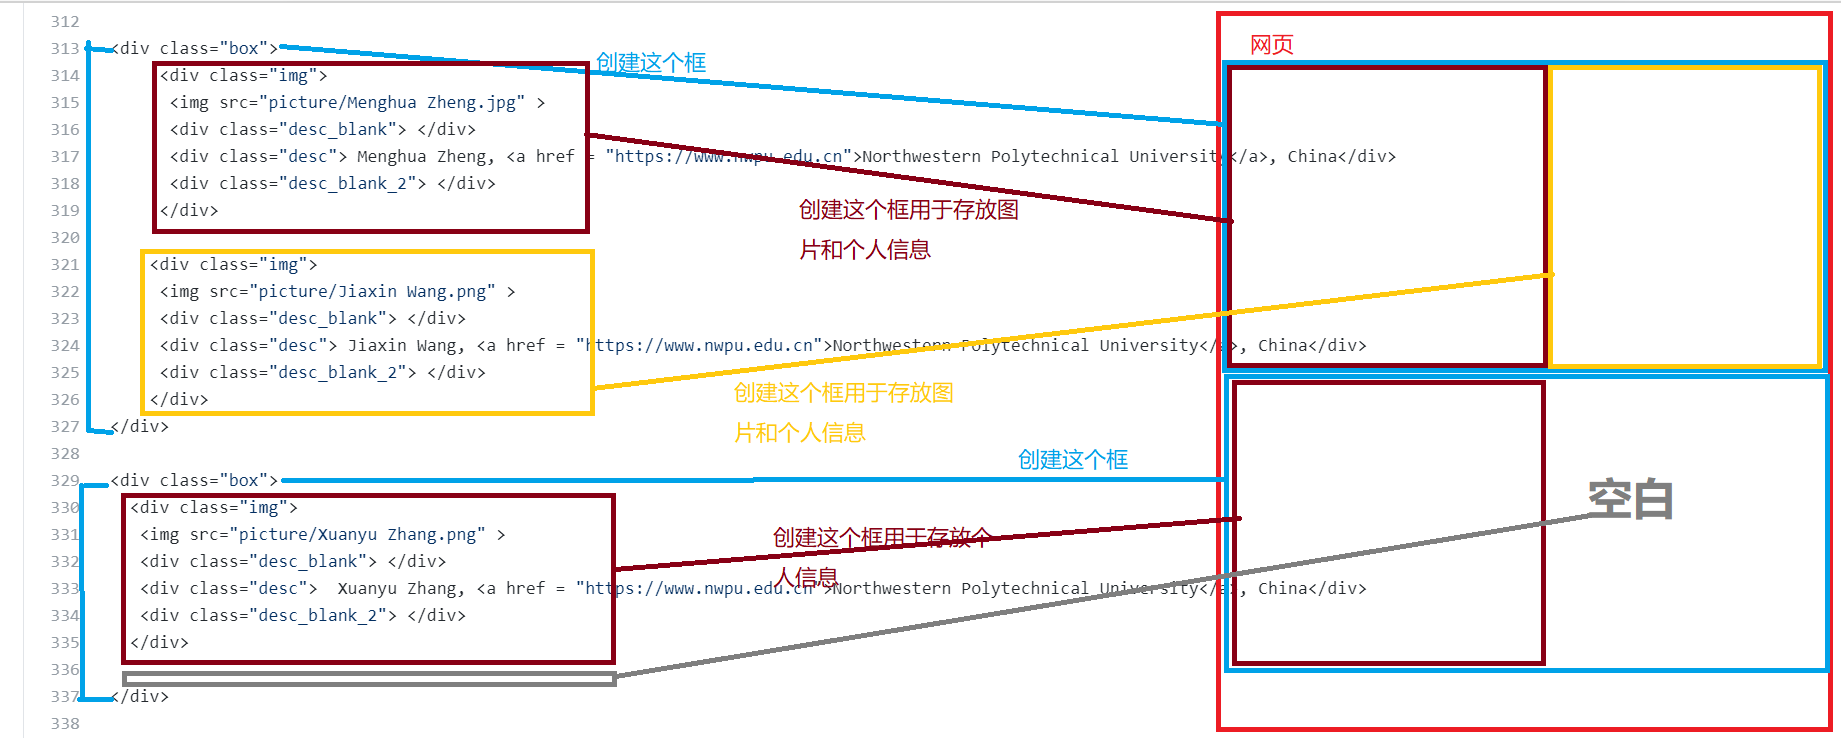 312
313 <div class="box">
创建这个框
网页
314 <div class="img">
315 <img src="picture/Menghua Zheng.jpg" >
316 <div class="desc_blank"> </div>
317 <div class="desc"> Menghua Zheng, <a href = "https://www.nwpu.edu.cn">Northwestern Polytechnical University</a>, China</div>
318 <div class="desc_blank_2"> </div>
319 </div>
创建这个框用于存放图
片和个人信息
320
321 <div class="img">
322 <img src="picture/Jiaxin Wang.png" >
323 <div class="desc_blank"> </div>
324 <div class="desc"> Jiaxin Wang, <a href = "https://www.nwpu.edu.cn">Northwestern Polytechnical University</a>, China</div>
325 <div class="desc_blank_2"> </div>
326 </div>
创建这个框用于存放图
片和个人信息
327 </div>
328
创建这个框
329 <div class="box">
空白
330 <div class="img">
331 <img src="picture/Xuanyu Zhang.png" >
创建这个框用于存放个
人信息
332 <div class="desc_blank"> </div>
333 <div class="desc">  Xuanyu Zhang, <a href = "https://www.nwpu.edu.cn">Northwestern Polytechnical University</a>, China</div>
334 <div class="desc_blank_2"> </div>
335 </div>
336
337 </div>
338